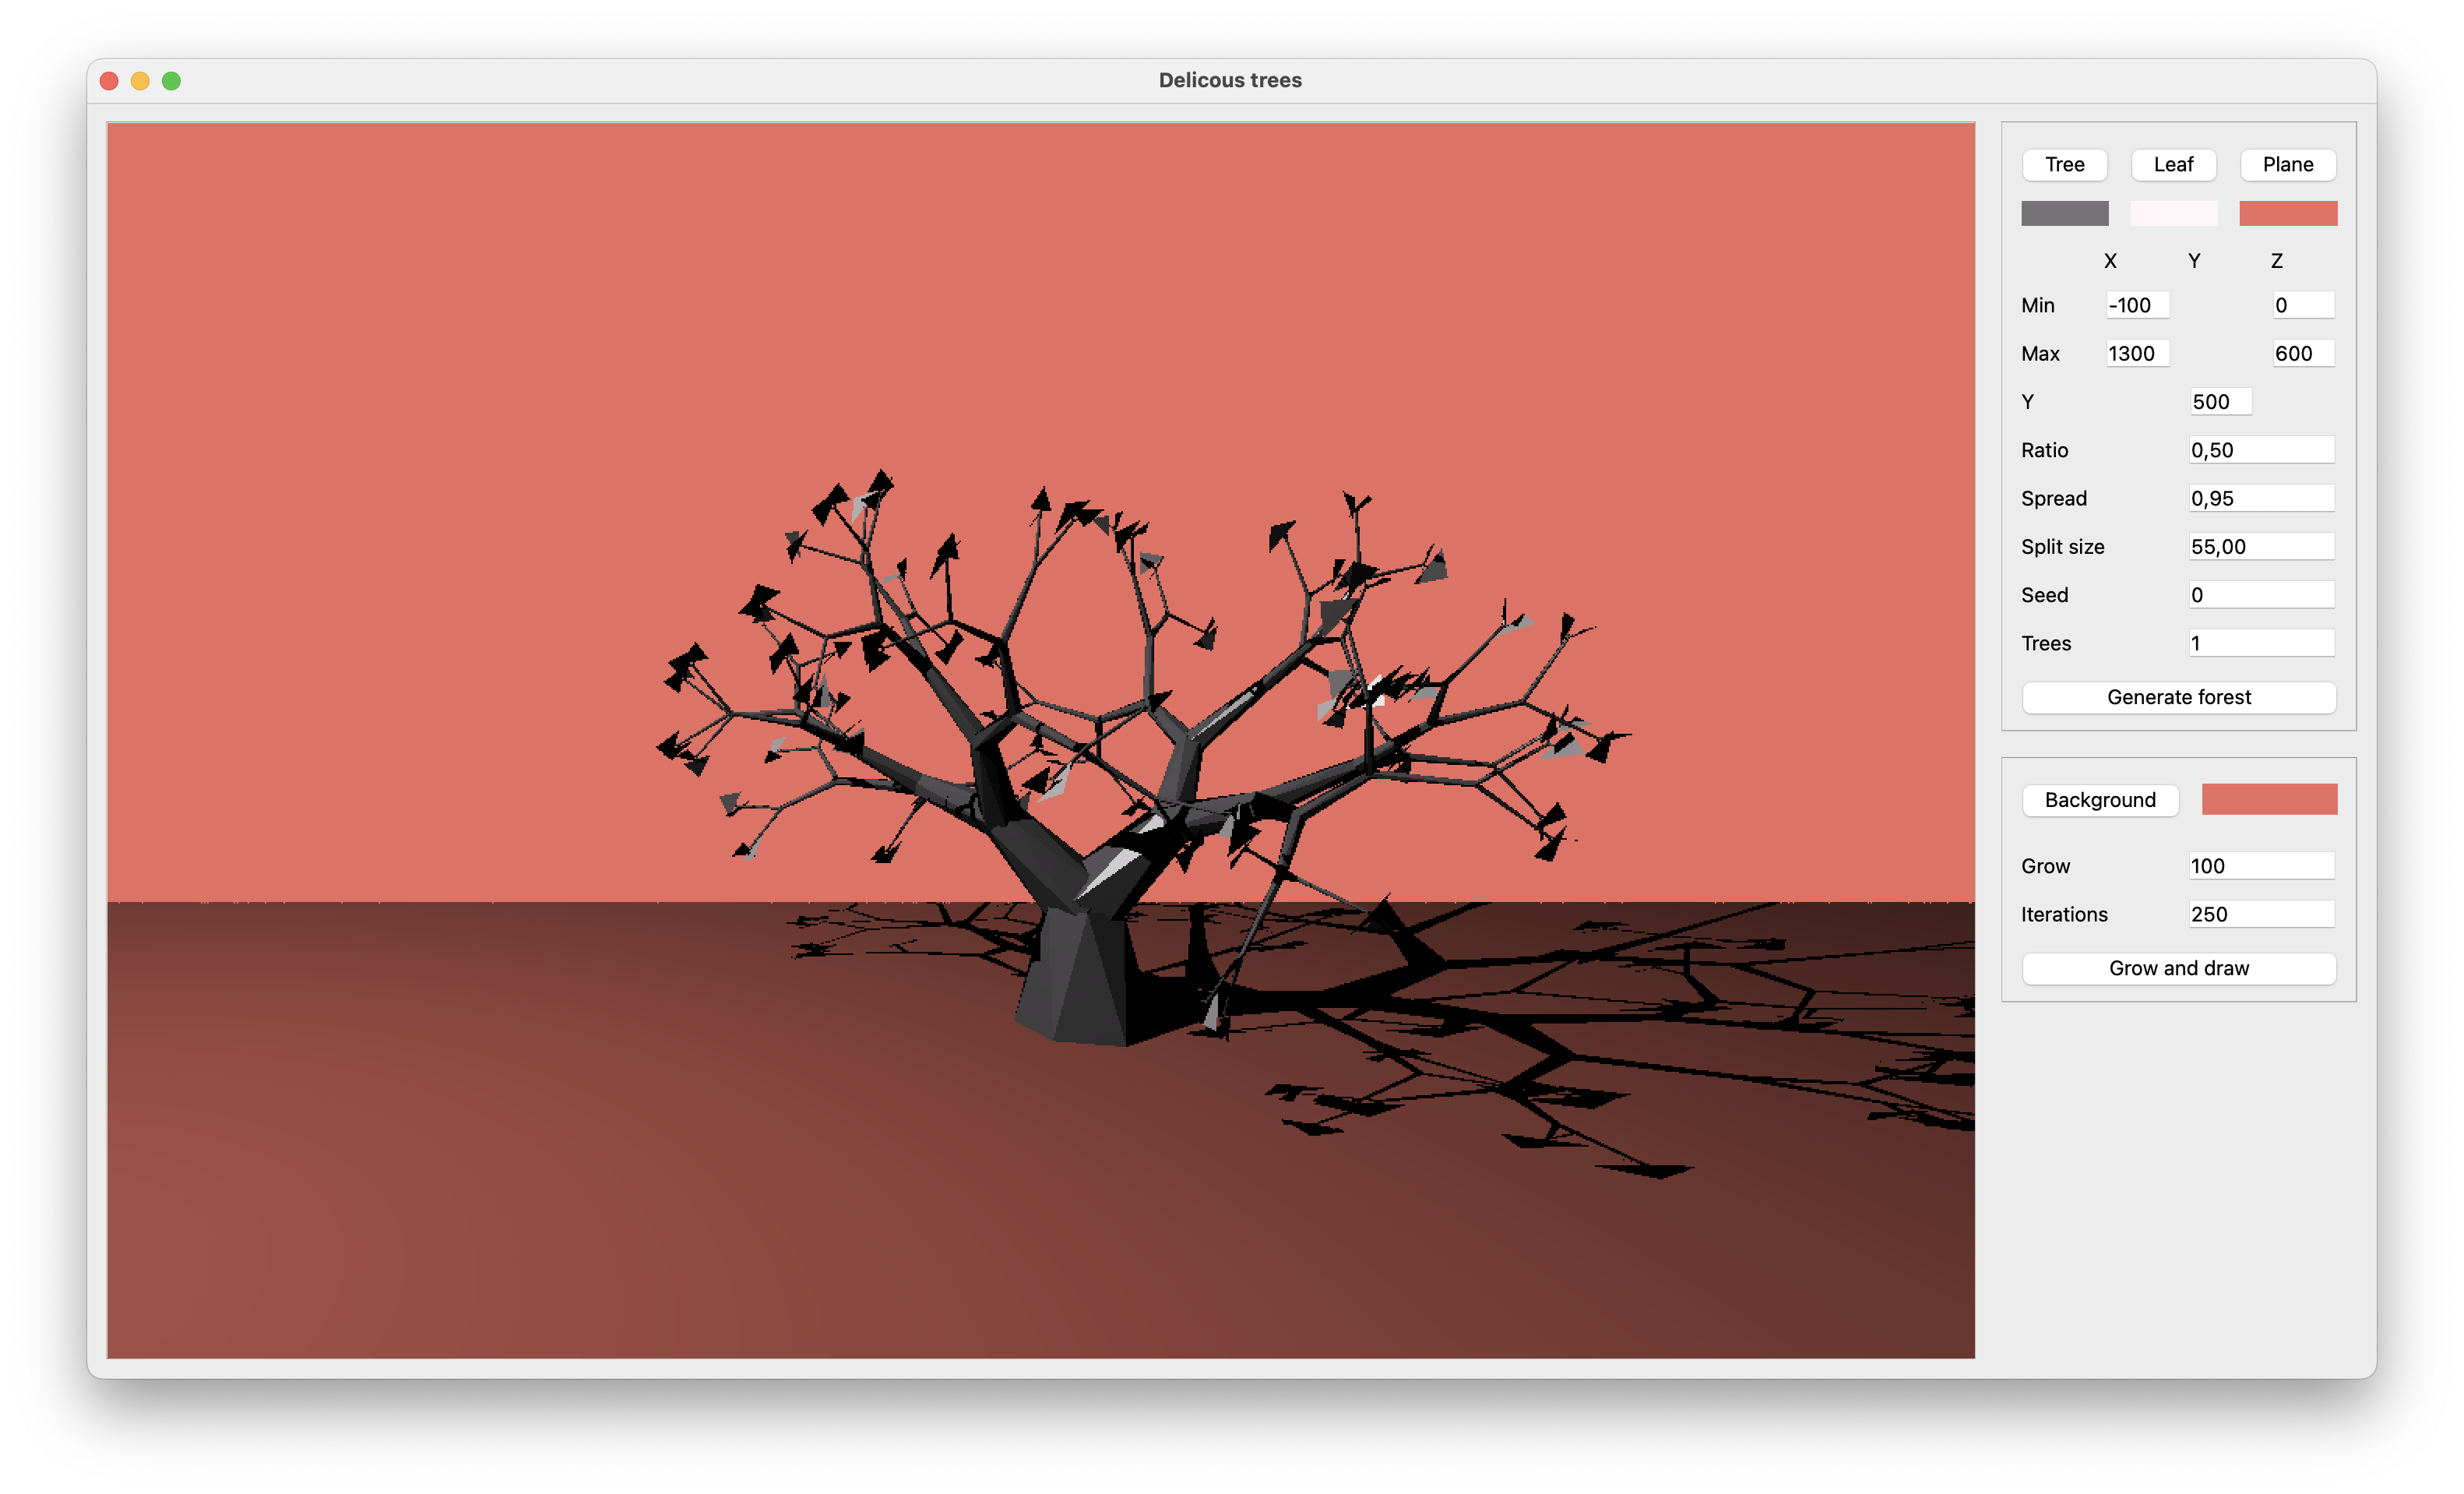 Delicous trees
Tree Leaf Plane
X Y Z
Min -100 0
Max 1300 600
Y 500
Ratio 0,50
Spread 0,95
Split size 55,00
Seed 0
Trees 1
Generate forest
Background
Grow 100
Iterations 250
Grow and draw